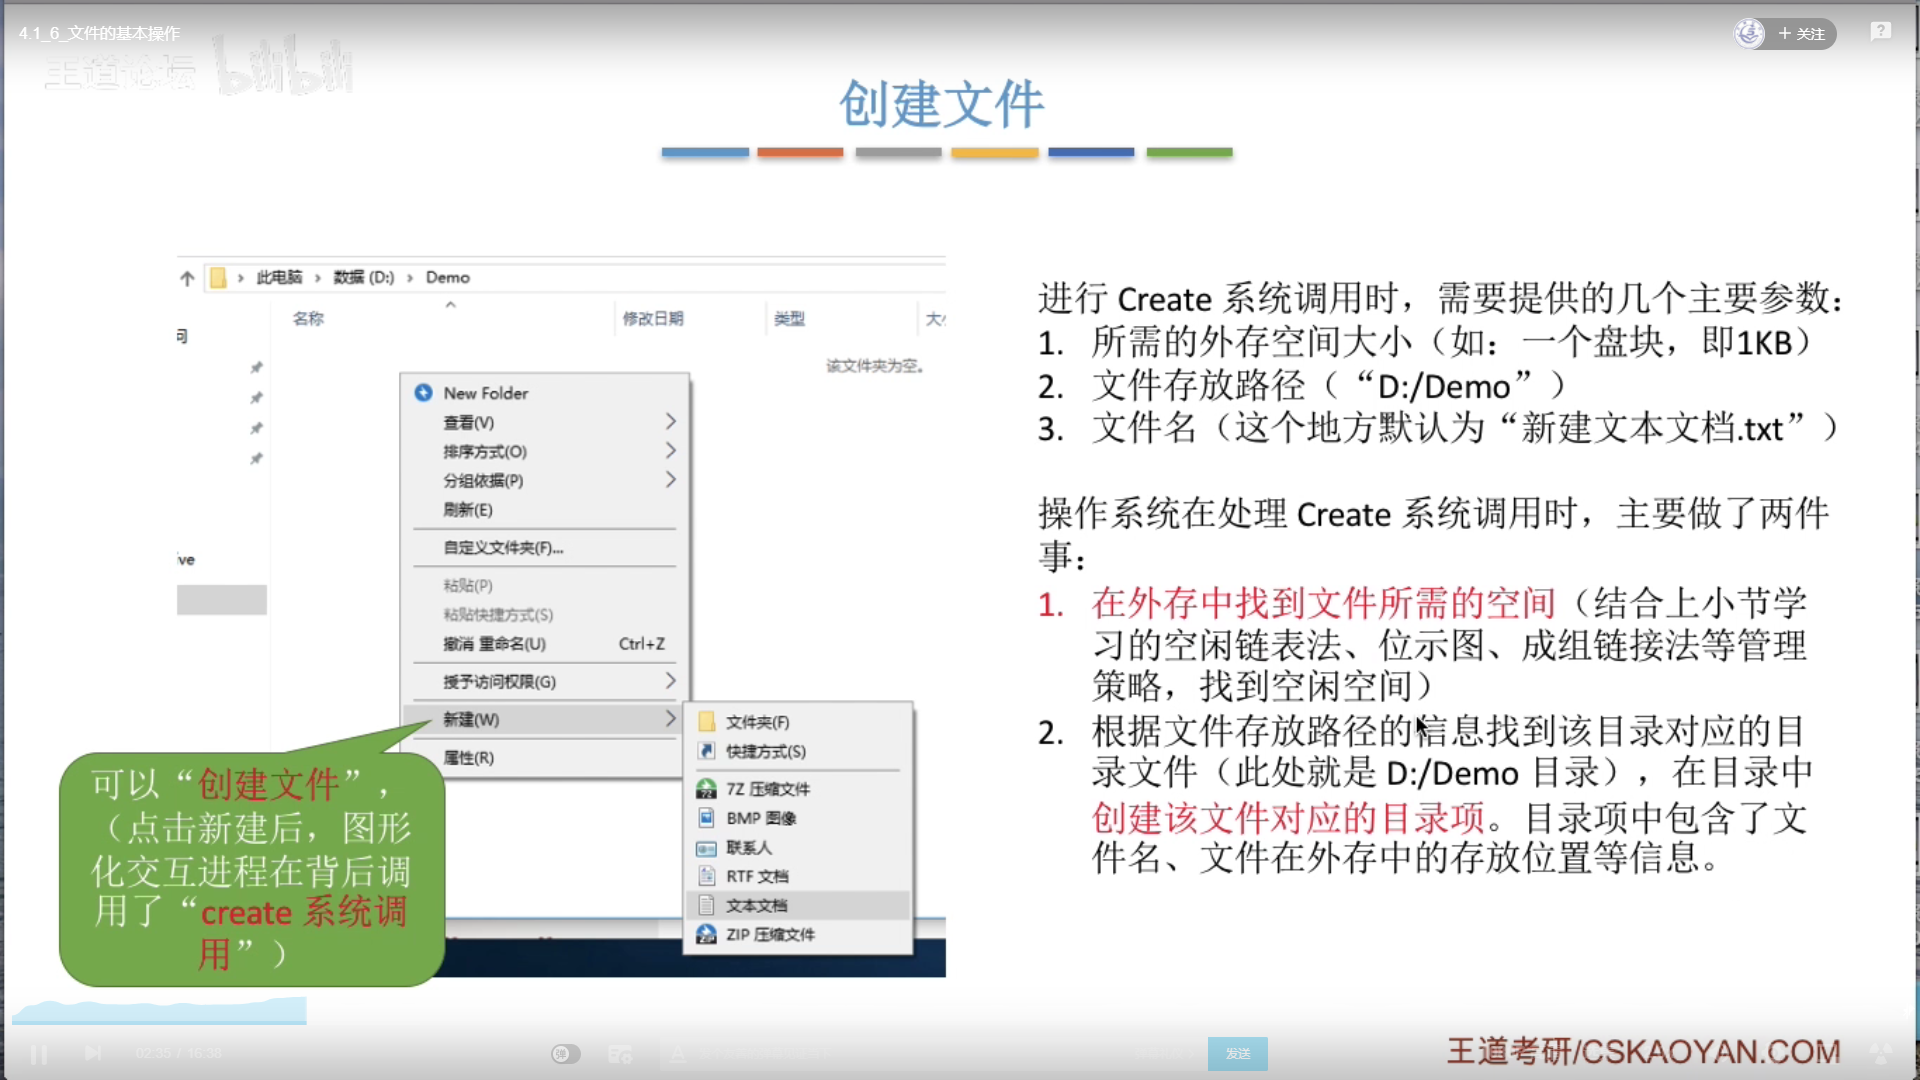 4.1_6_文件的基本操作
+ 关注
王道论坛 bilibili
创建文件
此电脑 › 数据 (D:) › Demo
名称 修改日期 类型
该文件夹为空。
New Folder
查看(V)
排序方式(O)
分组依据(P)
刷新(E)
自定义文件夹(F)...
粘贴(P)
粘贴快捷方式(S)
撤消 重命名(U) Ctrl+Z
授予访问权限(G)
新建(W)
属性(R)
文件夹(F)
快捷方式(S)
7Z 压缩文件
BMP 图像
联系人
RTF 文档
文本文档
ZIP 压缩文件
ve
可以“创建文件”，
（点击新建后，图形
化交互进程在背后调
用了“create 系统调
用”）
进行 Create 系统调用时，需要提供的几个主要参数：
1. 所需的外存空间大小（如：一个盘块，即1KB）
2. 文件存放路径（“D:/Demo”）
3. 文件名（这个地方默认为“新建文本文档.txt”）
操作系统在处理 Create 系统调用时，主要做了两件
事：
1. 在外存中找到文件所需的空间（结合上小节学
习的空闲链表法、位示图、成组链接法等管理
策略，找到空闲空间）
2. 根据文件存放路径的信息找到该目录对应的目
录文件（此处就是 D:/Demo 目录），在目录中
创建该文件对应的目录项。目录项中包含了文
件名、文件在外存中的存放位置等信息。
02:35 / 16:38
弹
发送
王道考研/CSKAOYAN.COM